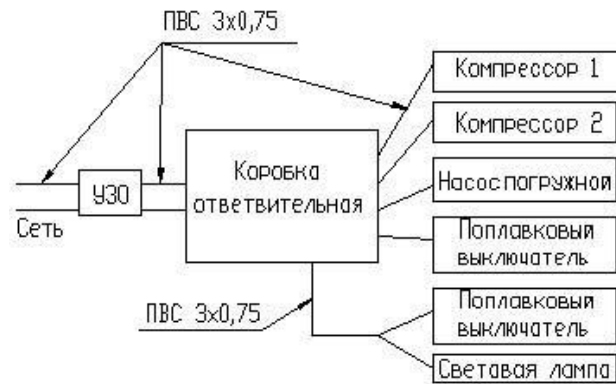 ПВС 3х0,75
Компрессор 1
Компрессор 2
Коробка
ответвительная
УЗО
Насос погружной
Сеть
Поплавковый
выключатель
ПВС 3х0,75
Поплавковый
выключатель
Световая лампа